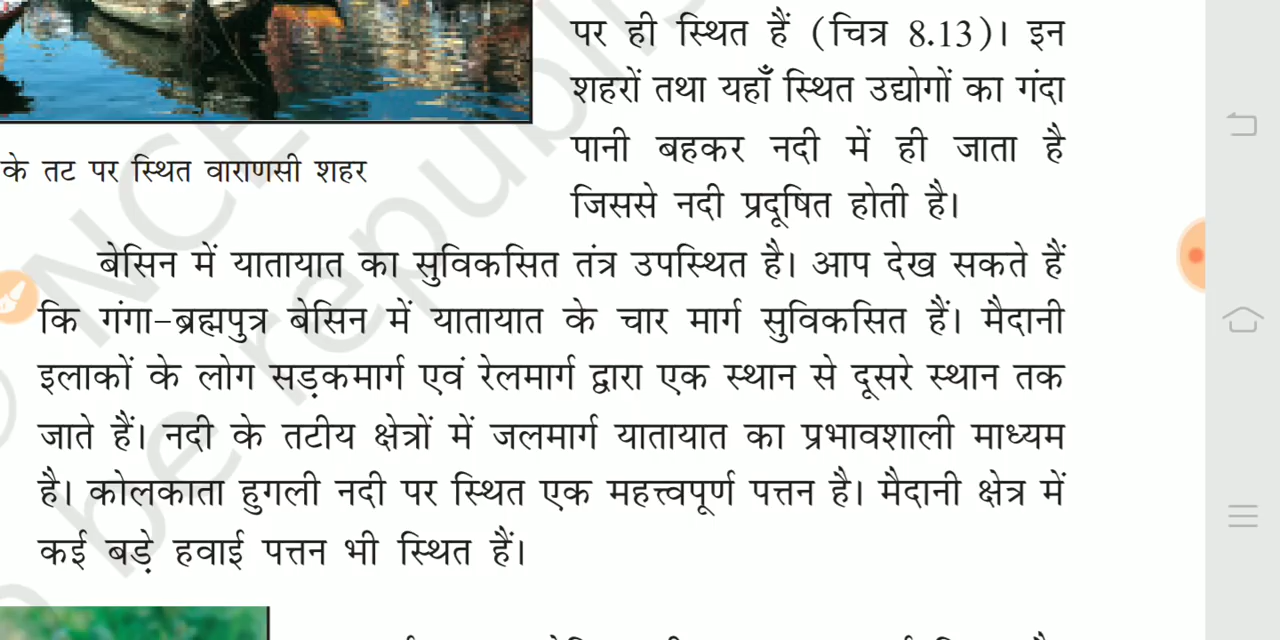 पर ही स्थित हैं (चित्र 8.13)। इन
शहरों तथा यहाँ स्थित उद्योगों का गंदा
पानी बहकर नदी में ही जाता है
जिससे नदी प्रदूषित होती है।
के तट पर स्थित वाराणसी शहर
बेसिन में यातायात का सुविकसित तंत्र उपस्थित है। आप देख सकते हैं
कि गंगा-ब्रह्मपुत्र बेसिन में यातायात के चार मार्ग सुविकसित हैं। मैदानी
इलाकों के लोग सड़कमार्ग एवं रेलमार्ग द्वारा एक स्थान से दूसरे स्थान तक
जाते हैं। नदी के तटीय क्षेत्रों में जलमार्ग यातायात का प्रभावशाली माध्यम
है। कोलकाता हुगली नदी पर स्थित एक महत्त्वपूर्ण पत्तन है। मैदानी क्षेत्र में
कई बड़े हवाई पत्तन भी स्थित हैं।